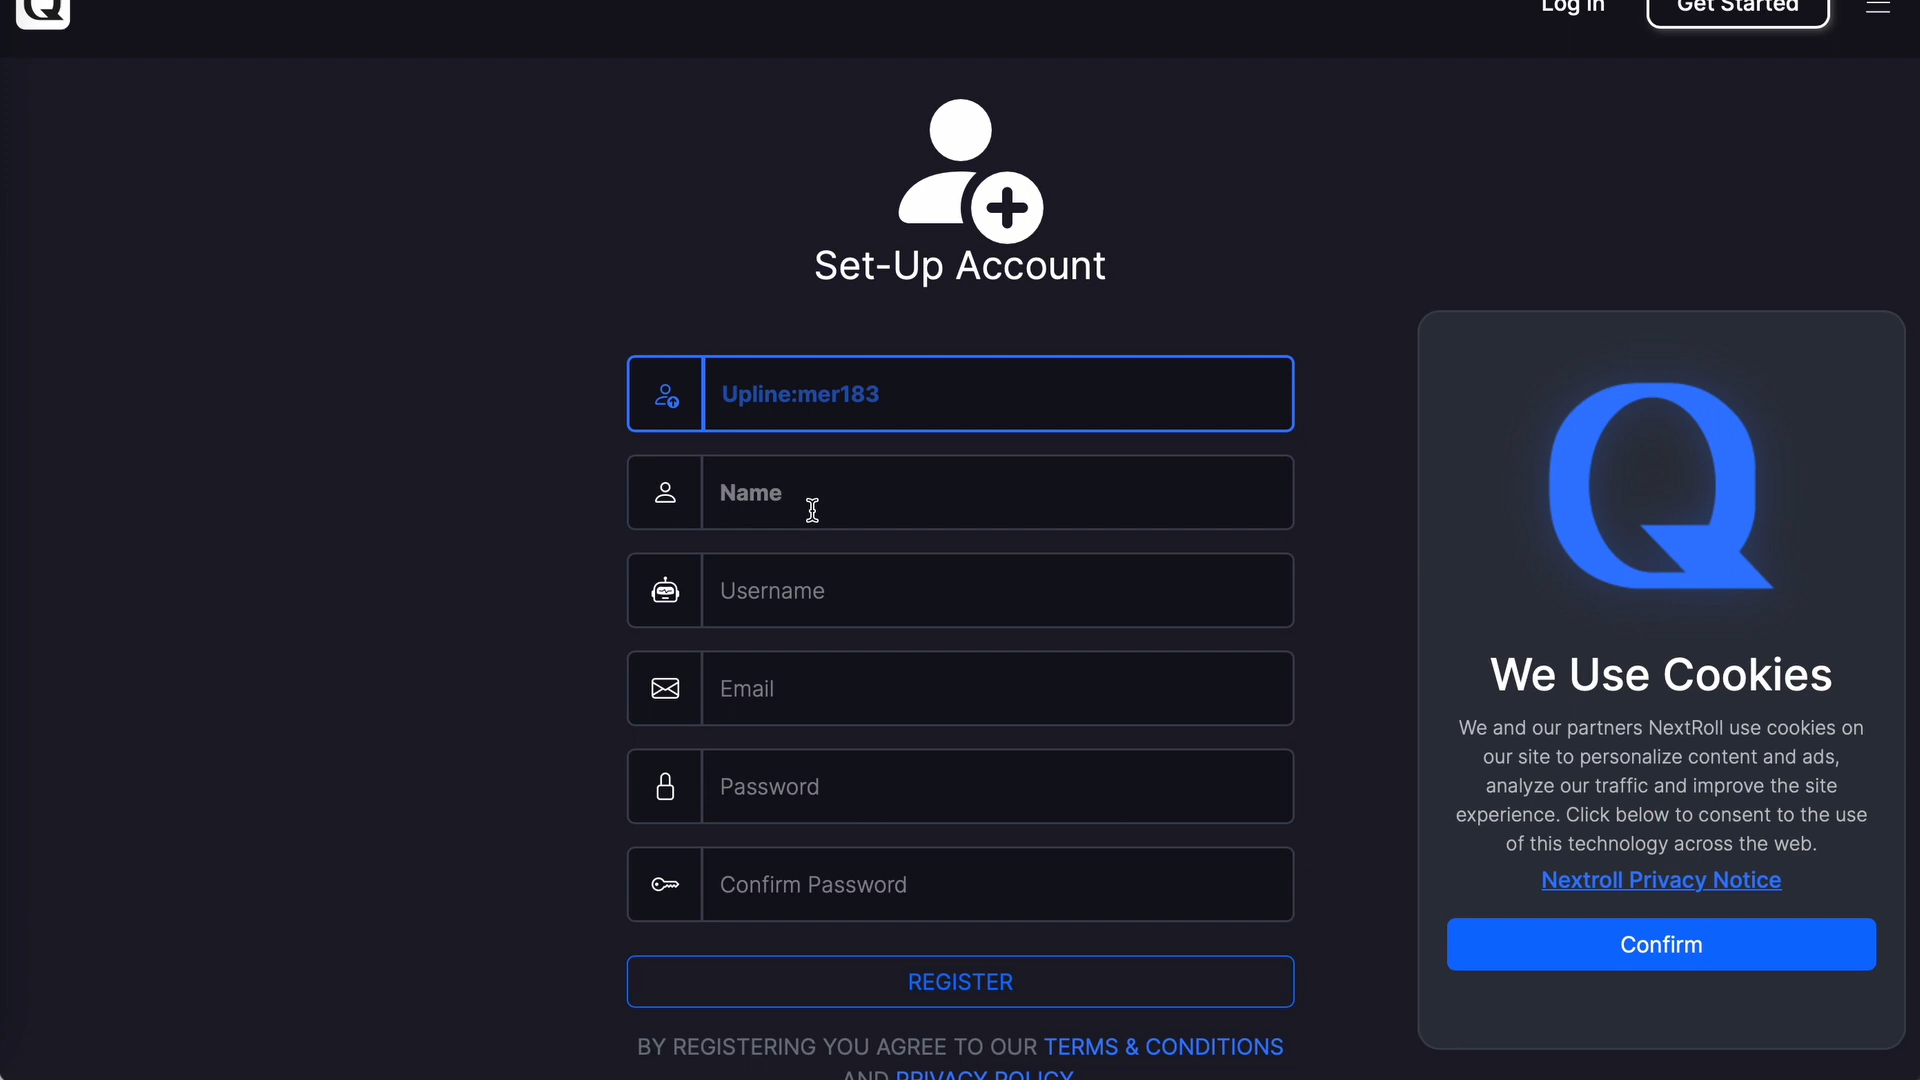 Log In
Get Started
Set-Up Account
Upline:mer183
Name
Username
Email
Password
Confirm Password
REGISTER
BY REGISTERING YOU AGREE TO OUR TERMS & CONDITIONS
AND PRIVACY POLICY
We Use Cookies
We and our partners NextRoll use cookies on
our site to personalize content and ads,
analyze our traffic and improve the site
experience. Click below to consent to the use
of this technology across the web.
Nextroll Privacy Notice
Confirm